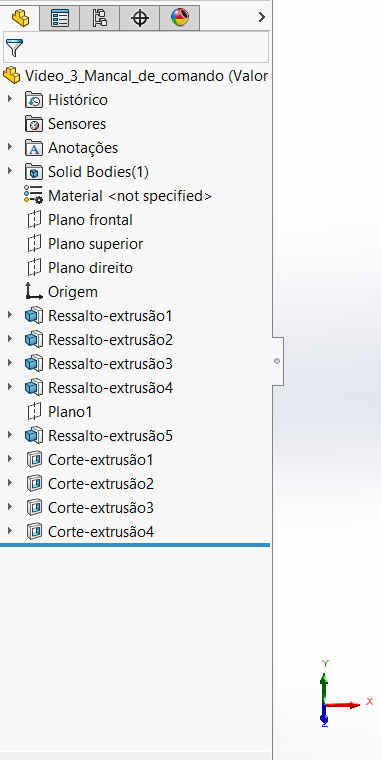 Video_3_Mancal_de_comando (Valor
Histórico
Sensores
A Anotações
Solid Bodies(1)
Material <not specified>
Plano frontal
Plano superior
Plano direito
Origem
Ressalto-extrusão1
Ressalto-extrusão2
Ressalto-extrusão3
Ressalto-extrusão4
Plano1
Ressalto-extrusão5
Corte-extrusão1
Corte-extrusão2
Corte-extrusão3
Corte-extrusão4
Y
X
Z